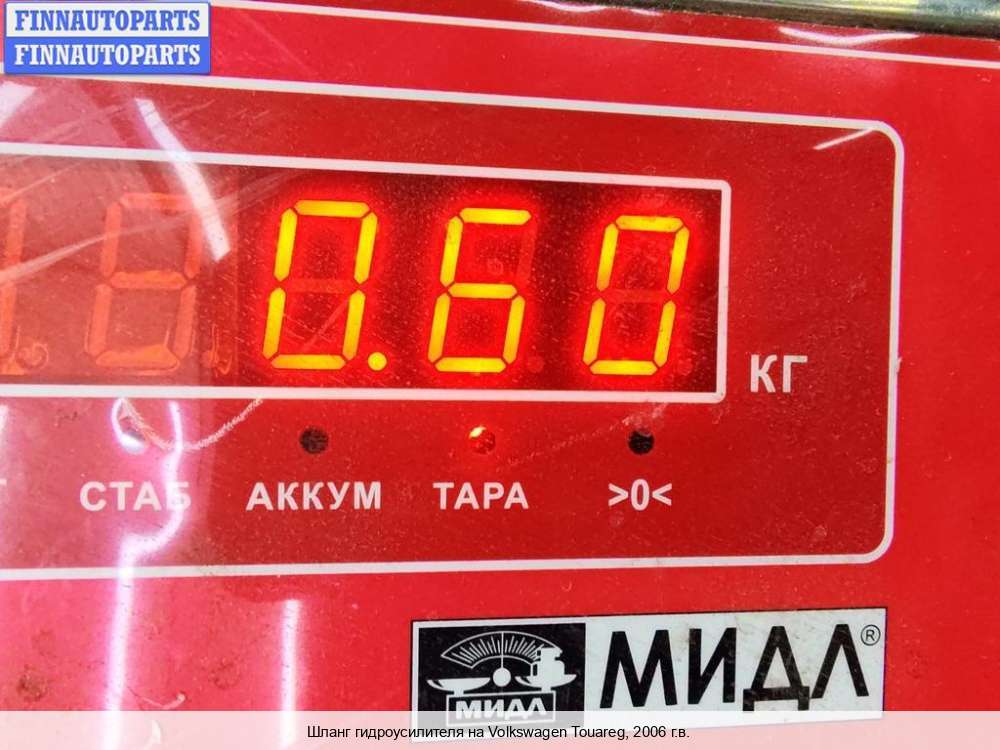 FINNAUTOPARTS
FINNAUTOPARTS
0.60
КГ
СТАБ АККУМ ТАРА >0<
МИДЛ®
МИДЛ
Шланг гидроусилителя на Volkswagen Touareg, 2006 г.в.